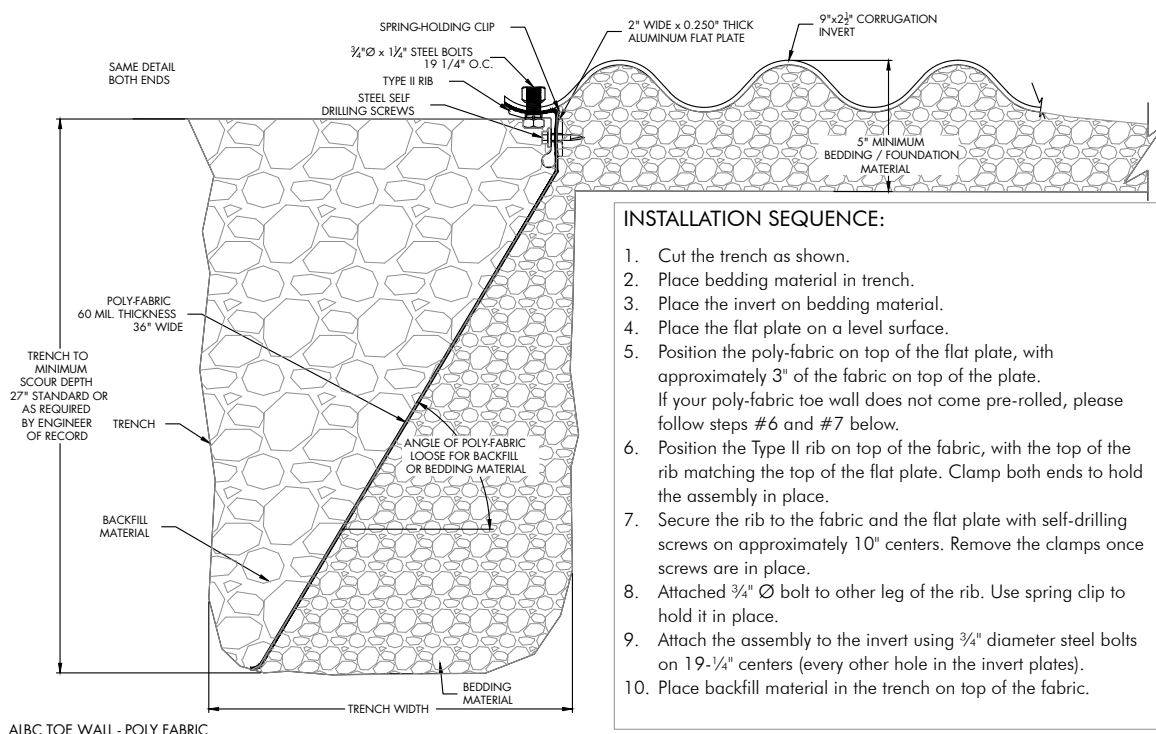 SPRING-HOLDING CLIP
¾"Ø x 1¼" STEEL BOLTS
19 1/4" O.C.
TYPE II RIB
STEEL SELF
DRILLING SCREWS
SAME DETAIL
BOTH ENDS
2" WIDE x 0.250" THICK
ALUMINUM FLAT PLATE
9"x2½" CORRUGATION
INVERT
5" MINIMUM
BEDDING / FOUNDATION
MATERIAL
POLY-FABRIC
60 MIL. THICKNESS
36" WIDE
TRENCH TO
MINIMUM
SCOUR DEPTH
27" STANDARD OR
AS REQUIRED
BY ENGINEER
OF RECORD
TRENCH
ANGLE OF POLY-FABRIC
LOOSE FOR BACKFILL
OR BEDDING MATERIAL
BACKFILL
MATERIAL
BEDDING
MATERIAL
TRENCH WIDTH
AIBC TOE WALL - POLY FABRIC
INSTALLATION SEQUENCE:
1. Cut the trench as shown.
2. Place bedding material in trench.
3. Place the invert on bedding material.
4. Place the flat plate on a level surface.
5. Position the poly-fabric on top of the flat plate, with
approximately 3" of the fabric on top of the plate.
If your poly-fabric toe wall does not come pre-rolled, please
follow steps #6 and #7 below.
6. Position the Type II rib on top of the fabric, with the top of the
rib matching the top of the flat plate. Clamp both ends to hold
the assembly in place.
7. Secure the rib to the fabric and the flat plate with self-drilling
screws on approximately 10" centers. Remove the clamps once
screws are in place.
8. Attached ¾" Ø bolt to other leg of the rib. Use spring clip to
hold it in place.
9. Attach the assembly to the invert using ¾" diameter steel bolts
on 19-¼" centers (every other hole in the invert plates).
10. Place backfill material in the trench on top of the fabric.